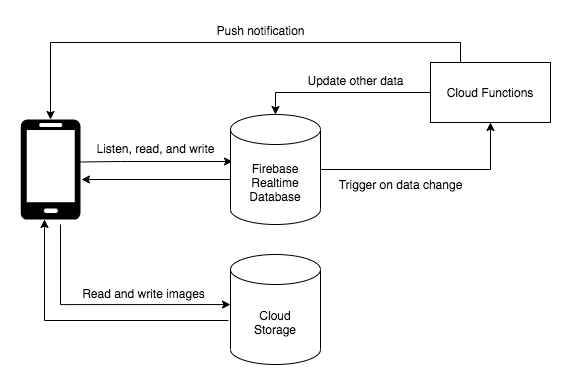 Push notification
Update other data
Cloud Functions
Listen, read, and write
Firebase
Realtime
Database
Trigger on data change
Read and write images
Cloud
Storage